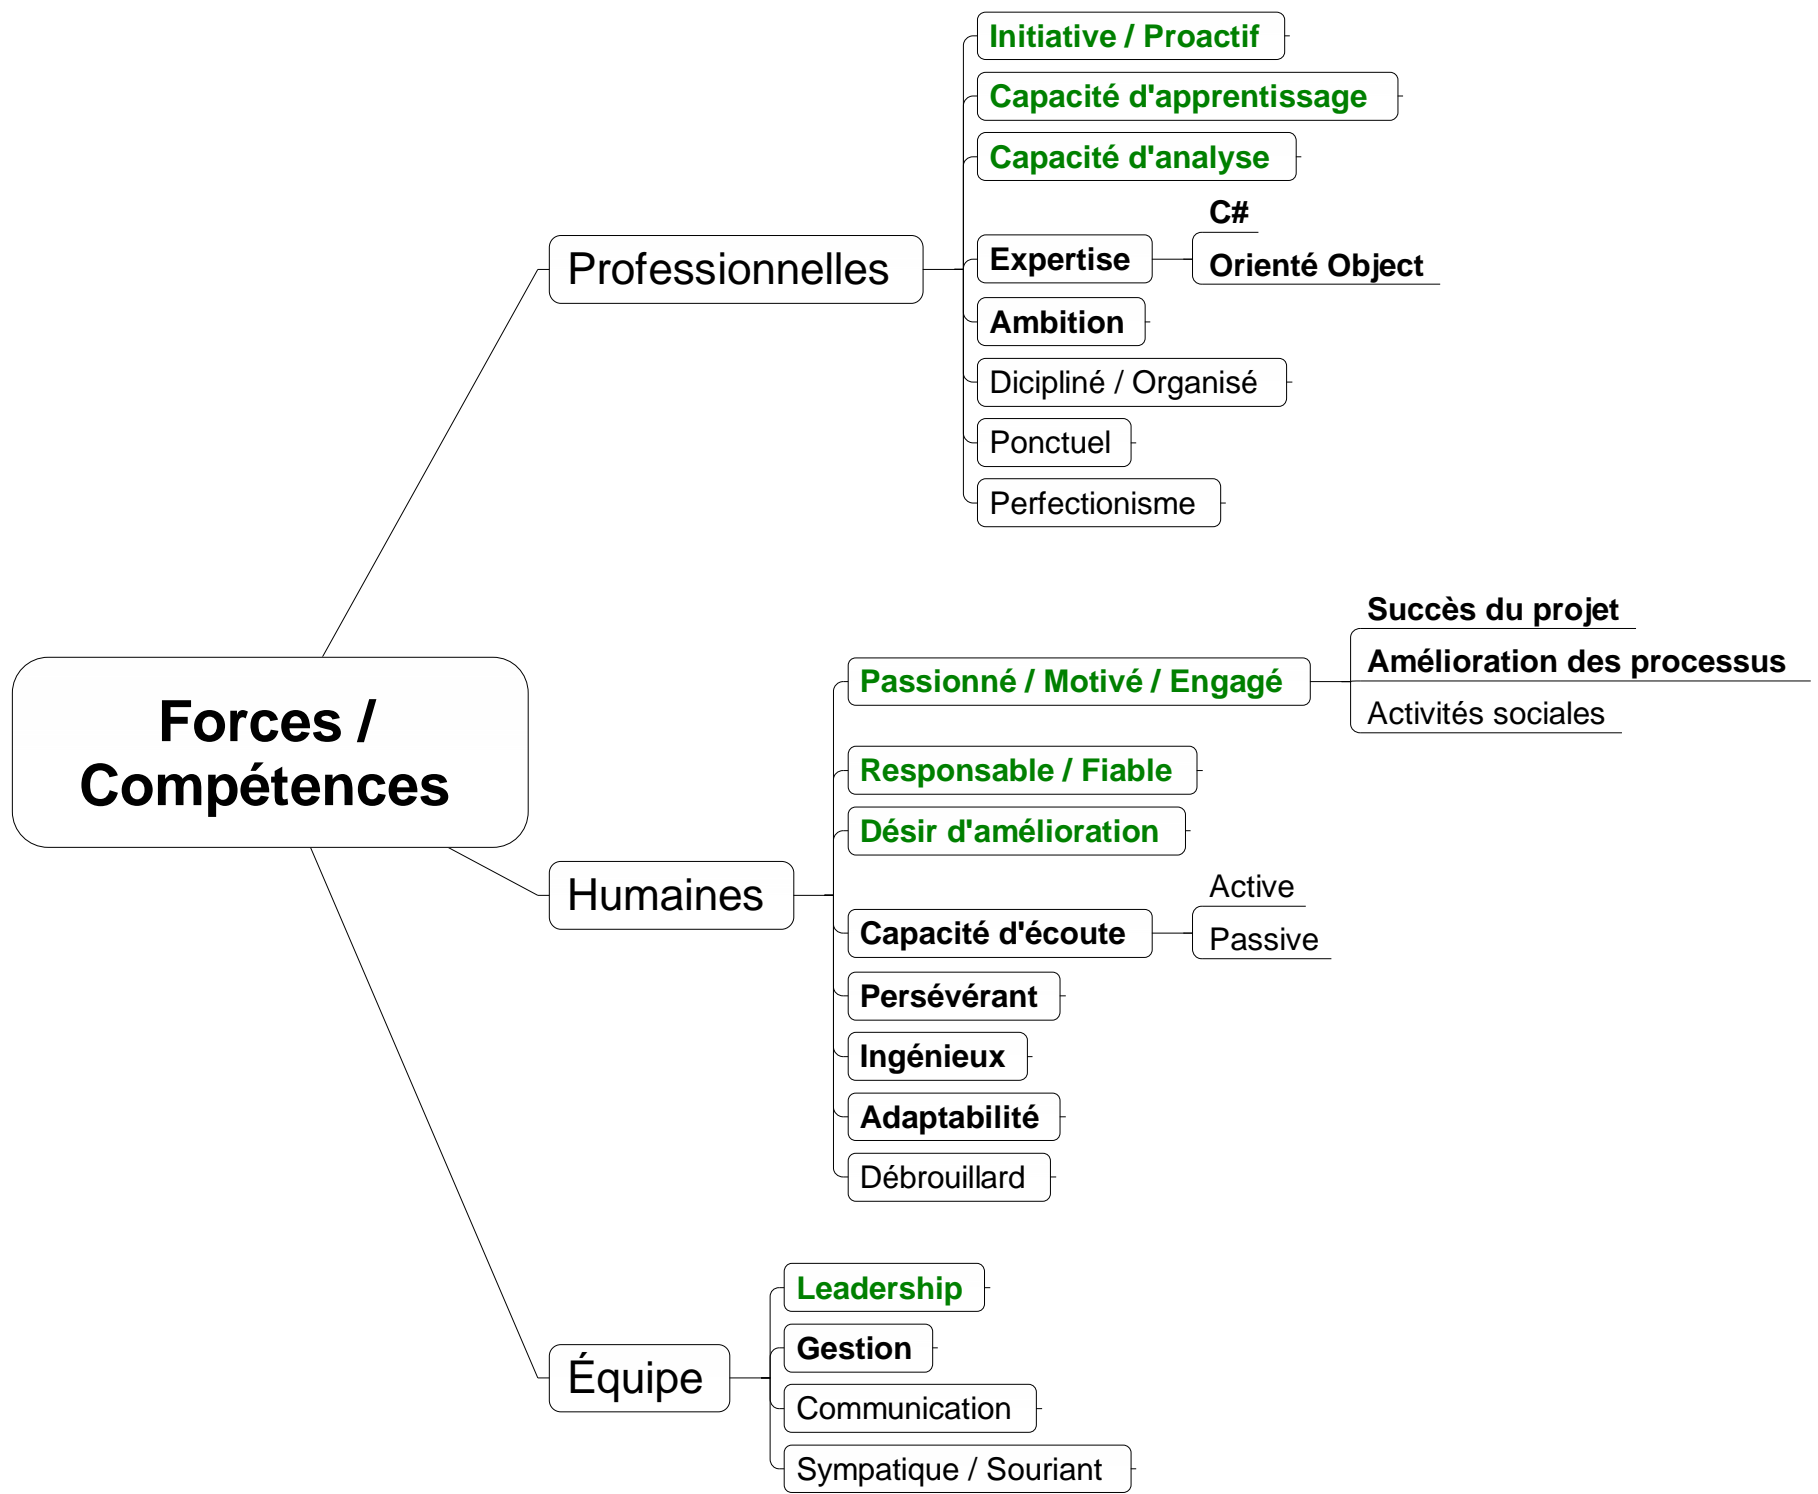 Forces /
Compétences
Professionnelles
Initiative / Proactif
Capacité d'apprentissage
Capacité d'analyse
Expertise
C#
Orienté Object
Ambition
Dicipliné / Organisé
Ponctuel
Perfectionisme
Humaines
Passionné / Motivé / Engagé
Succès du projet
Amélioration des processus
Activités sociales
Responsable / Fiable
Désir d'amélioration
Capacité d'écoute
Active
Passive
Persévérant
Ingénieux
Adaptabilité
Débrouillard
Équipe
Leadership
Gestion
Communication
Sympatique / Souriant